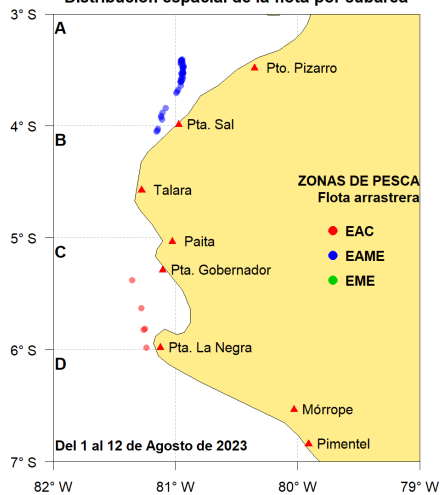 Distribución espacial de la flota por subárea
3° S
A
Pto. Pizarro
4° S
Pta. Sal
B
ZONAS DE PESCA
Talara
Flota arrastrera
EAC
5° S
Paita
C
EAME
Pta. Gobernador
EME
6° S
Pta. La Negra
D
Mórrope
Del 1 al 12 de Agosto de 2023
Pimentel
7° S
82° W
81° W
80° W
79° W